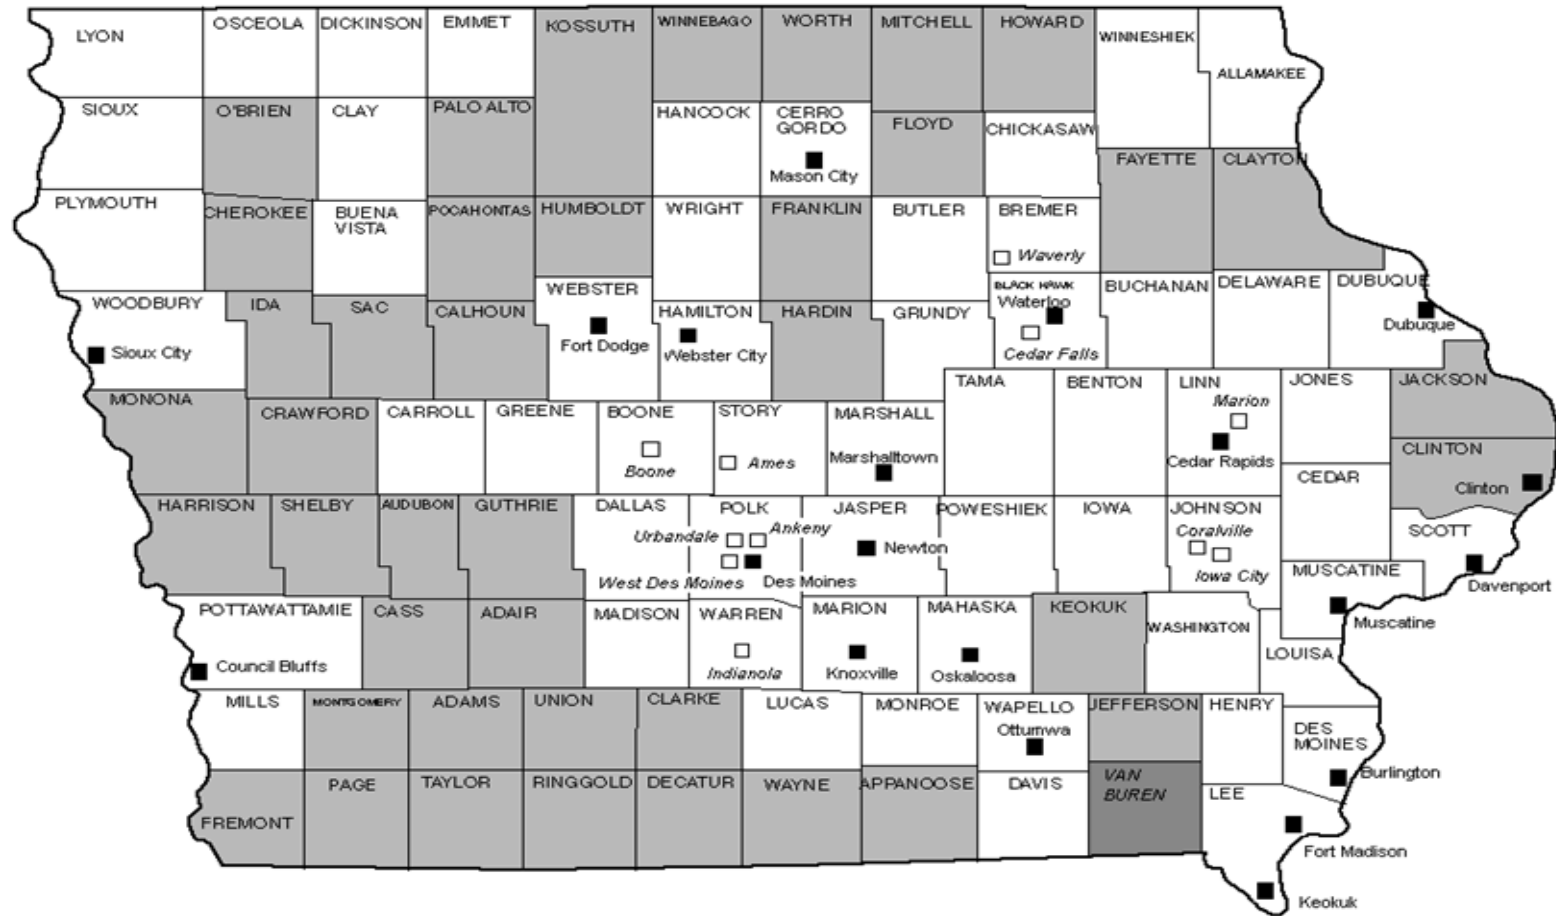 LYON
OSCEOLA
DICKINSON
EMMET
KOSSUTH
WINNEBAGO
WORTH
MITCHELL
HOWARD
WINNESHIEK
ALLAMAKEE
SIOUX
O'BRIEN
CLAY
PALO ALTO
HANCOCK
CERRO
GORDO
Mason City
FLOYD
CHICKASAW
FAYETTE
CLAYTON
PLYMOUTH
CHEROKEE
BUENA
VISTA
POCAHONTAS
HUMBOLDT
WRIGHT
FRANKLIN
BUTLER
BREMER
Waverly
WOODBURY
Sioux City
IDA
SAC
CALHOUN
WEBSTER
Fort Dodge
HAMILTON
Webster City
HARDIN
GRUNDY
BLACK HAWK
Waterloo
Cedar Falls
BUCHANAN
DELAWARE
DUBUQUE
Dubuque
MONONA
CRAWFORD
CARROLL
GREENE
BOONE
Boone
STORY
Ames
MARSHALL
Marshalltown
TAMA
BENTON
LINN
Marion
Cedar Rapids
JONES
JACKSON
CLINTON
Clinton
HARRISON
SHELBY
AUDUBON
GUTHRIE
DALLAS
POLK
Urbandale
Ankeny
West Des Moines
Des Moines
JASPER
Newton
POWESHIEK
IOWA
JOHNSON
Coralville
Iowa City
CEDAR
SCOTT
Davenport
MUSCATINE
Muscatine
POTTAWATTAMIE
Council Bluffs
CASS
ADAIR
MADISON
WARREN
Indianola
MARION
Knoxville
MAHASKA
Oskaloosa
KEOKUK
WASHINGTON
LOUISA
MILLS
MONTGOMERY
ADAMS
UNION
CLARKE
LUCAS
MONROE
WAPELLO
Ottumwa
JEFFERSON
HENRY
DES
MOINES
Burlington
FREMONT
PAGE
TAYLOR
RINGGOLD
DECATUR
WAYNE
APPANOOSE
DAVIS
VAN
BUREN
LEE
Fort Madison
Keokuk